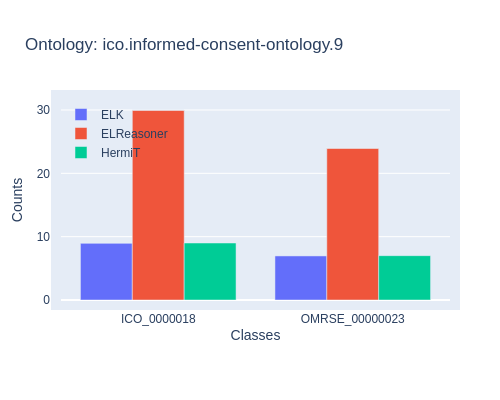 Ontology: ico.informed-consent-ontology.9
ELK
ELReasoner
HermiT
30
20
10
0
Counts
ICO_0000018
OMRSE_00000023
Classes